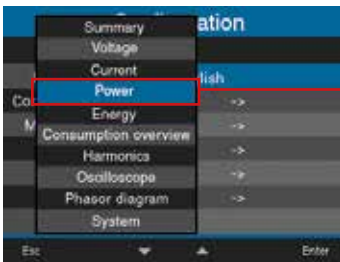 ation
Summary
Voltage
Current
lish
Power
Co ->
Energy
M ->
Consumption overview
Harmonics ->
Oscilloscope ->
Phasor diagram ->
System
Esc Enter